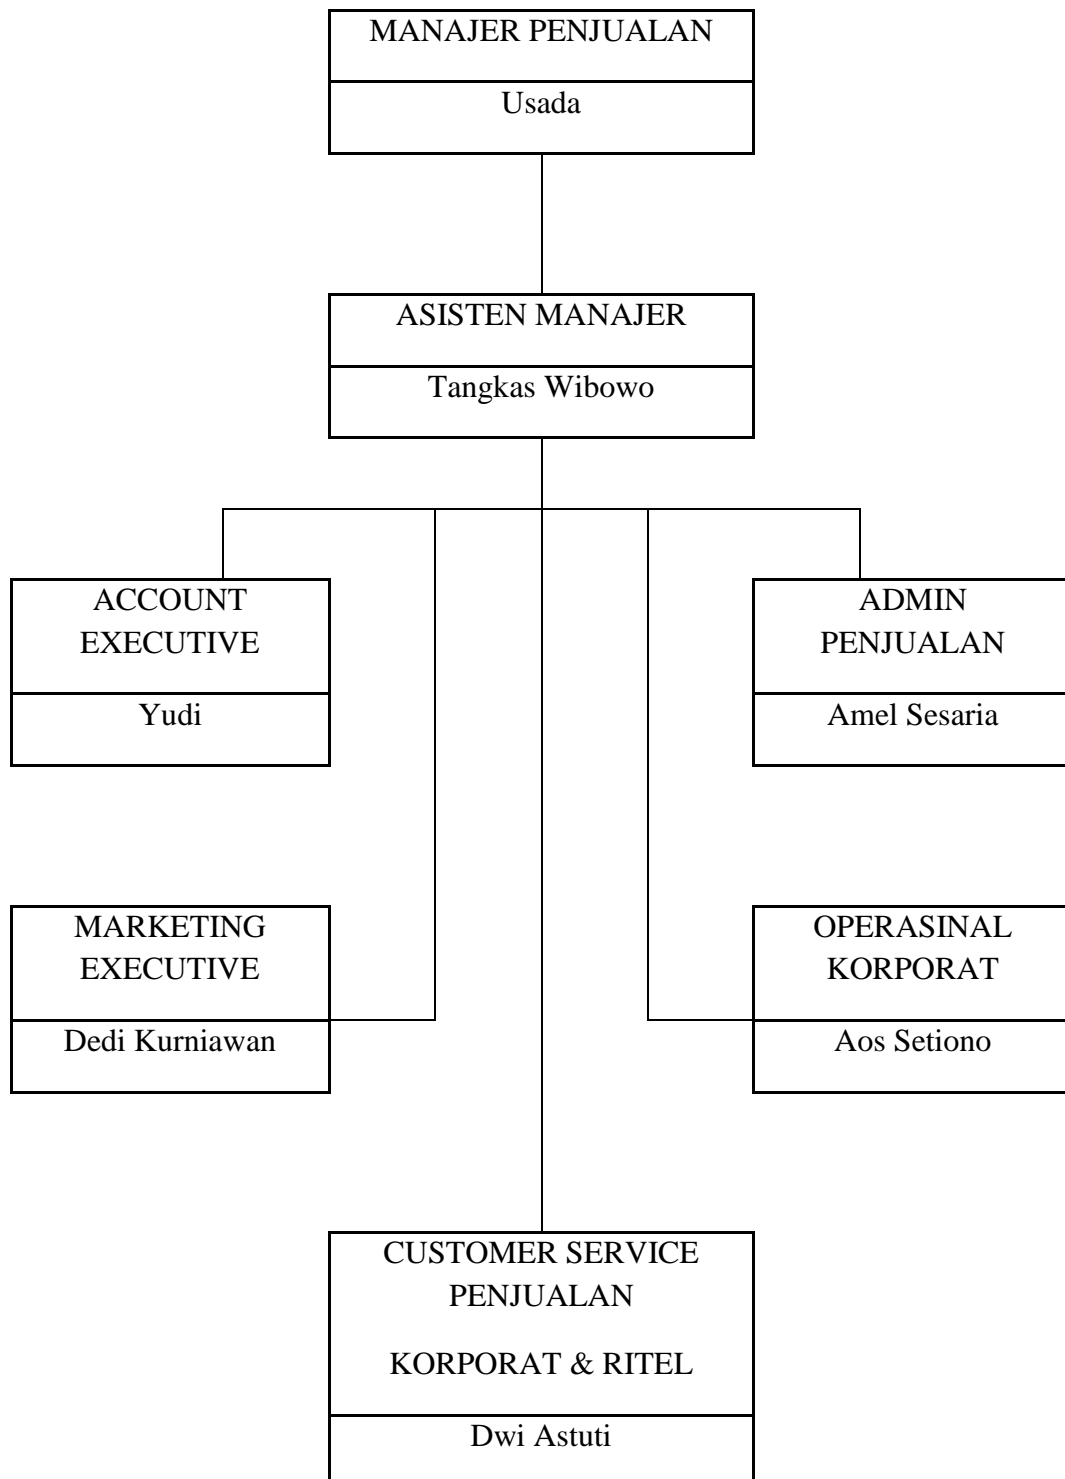 MANAJER PENJUALAN
Usada
ASISTEN MANAJER
Tangkas Wibowo
ACCOUNT
EXECUTIVE
Yudi
ADMIN
PENJUALAN
Amel Sesaria
MARKETING
EXECUTIVE
Dedi Kurniawan
OPERASINAL
KORPORAT
Aos Setiono
CUSTOMER SERVICE
PENJUALAN
KORPORAT & RITEL
Dwi Astuti